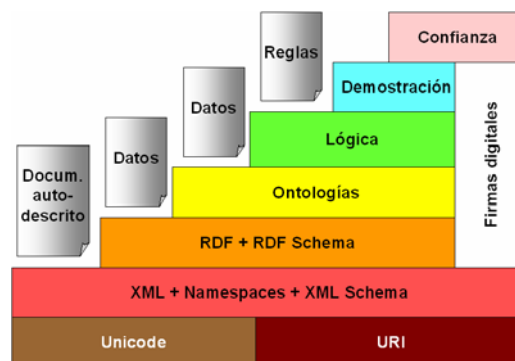 Confianza
Reglas
Demostración
Datos
Lógica
Datos
Docum.
auto-
descrito
Ontologías
Firmas digitales
RDF + RDF Schema
XML + Namespaces + XML Schema
Unicode
URI